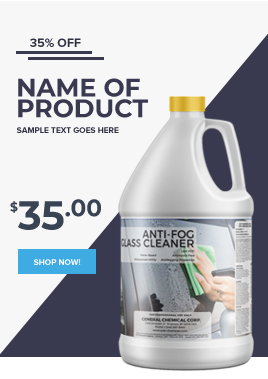 35% OFF
NAME OF
PRODUCT
SAMPLE TEXT GOES HERE
$35.00
SHOP NOW!
ANTI-FOG
GLASS CLEANER
GENERAL CHEMICAL CORP.